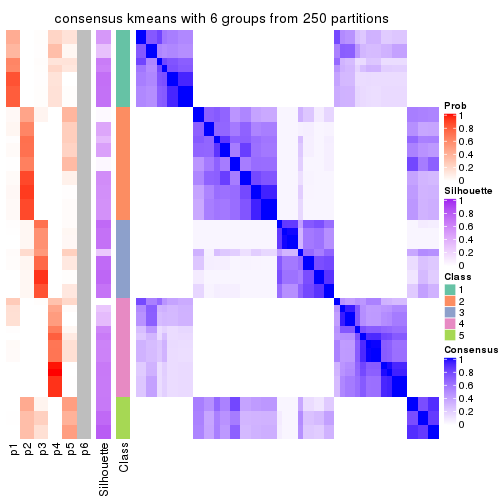 consensus kmeans with 6 groups from 250 partitions
Prob
1
0.8
0.6
0.4
0.2
0
Silhouette
1
0.8
0.6
0.4
0.2
0
Class
1
2
3
4
5
Consensus
1
0.8
0.6
0.4
0.2
0
p1
p2
p3
p4
p5
p6
Silhouette
Class